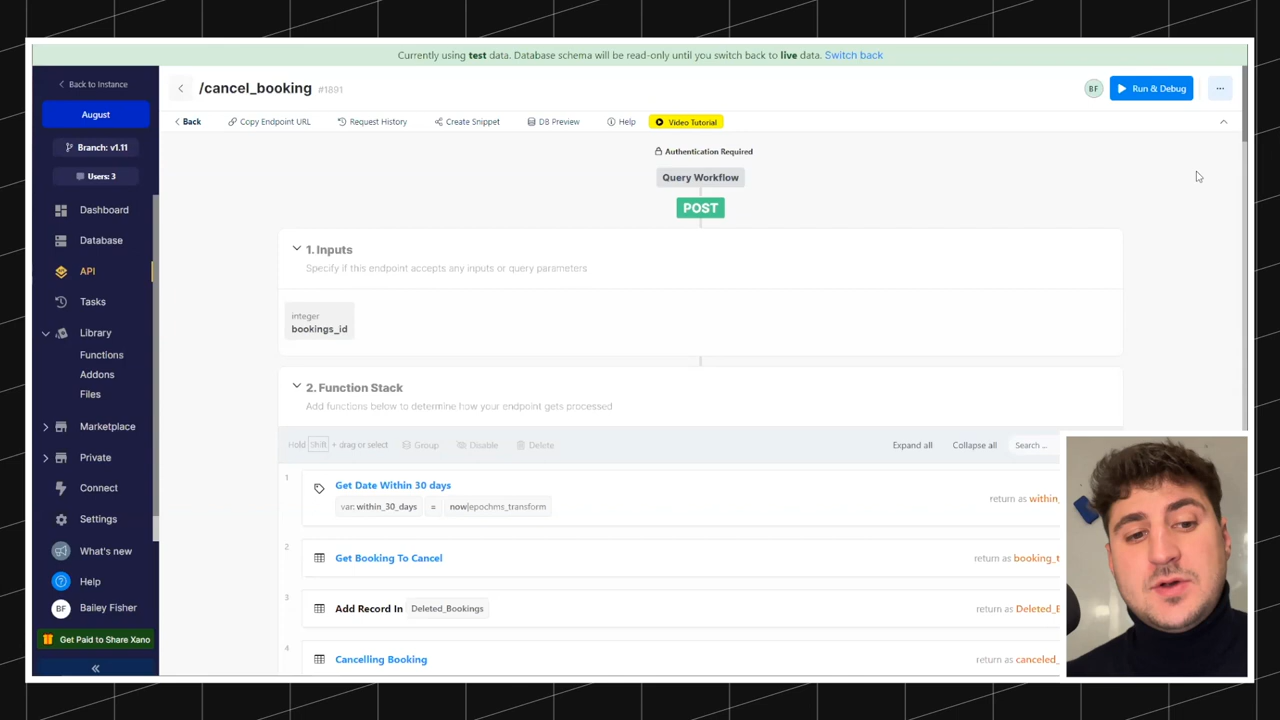 Currently using test data. Database schema will be read-only until you switch back to live data. Switch back
Back to Instance
August
Branch: v1.11
Users: 3
Dashboard
Database
API
Tasks
Library
Functions
Addons
Files
Marketplace
Private
Connect
Settings
What's new
Help
BF Bailey Fisher
Get Paid to Share Xano
/cancel_booking #1891
BF Run & Debug
Back Copy Endpoint URL Request History Create Snippet DB Preview Help Video Tutorial
Authentication Required
Query Workflow
POST
1. Inputs
Specify if this endpoint accepts any inputs or query parameters
integer
bookings_id
2. Function Stack
Add functions below to determine how your endpoint gets processed
Hold Shift + drag or select Group Disable Delete Expand all Collapse all Search ...
1
Get Date Within 30 days
var: within_30_days = now|epochms_transform
return as within_
2
Get Booking To Cancel return as booking_t
3
Add Record In Deleted_Bookings return as Deleted_B
4
Cancelling Booking return as canceled_